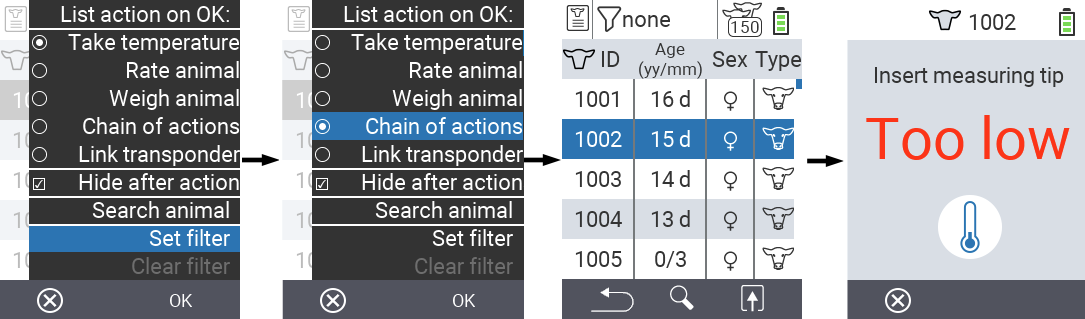 List action on OK:
Take temperature
Rate animal
Weigh animal
Chain of actions
Link transponder
Hide after action
Search animal
Set filter
Clear filter
OK
List action on OK:
Take temperature
Rate animal
Weigh animal
Chain of actions
Link transponder
Hide after action
Search animal
Set filter
Clear filter
OK
none
150
ID Age (yy/mm) Sex Type
1001 16 d ♀
1002 15 d ♀
1003 14 d ♀
1004 13 d ♀
1005 0/3 ♀
1002
Insert measuring tip
Too low